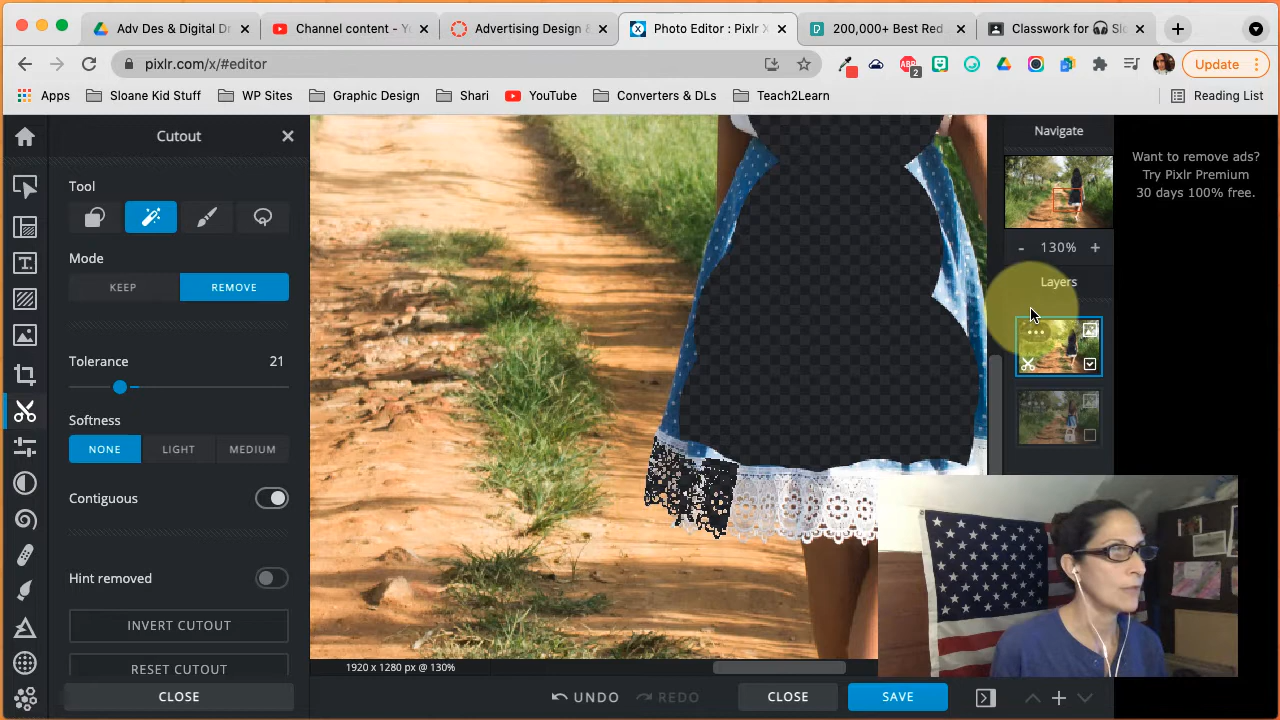 Adv Des & Digital Dr
Channel content - Yo
Advertising Design &
Photo Editor : Pixlr X
200,000+ Best Red
Classwork for 🎧 Slo
pixlr.com/x/#editor
ABP
2
Update
Apps
Sloane Kid Stuff
WP Sites
Graphic Design
Shari
YouTube
Converters & DLs
Teach2Learn
Reading List
Cutout
Tool
Mode
KEEP
REMOVE
Tolerance
21
Softness
NONE
LIGHT
MEDIUM
Contiguous
Hint removed
INVERT CUTOUT
RESET CUTOUT
CLOSE
Navigate
- 130% +
Layers
Want to remove ads?
Try Pixlr Premium
30 days 100% free.
1920 x 1280 px @ 130%
UNDO
REDO
CLOSE
SAVE